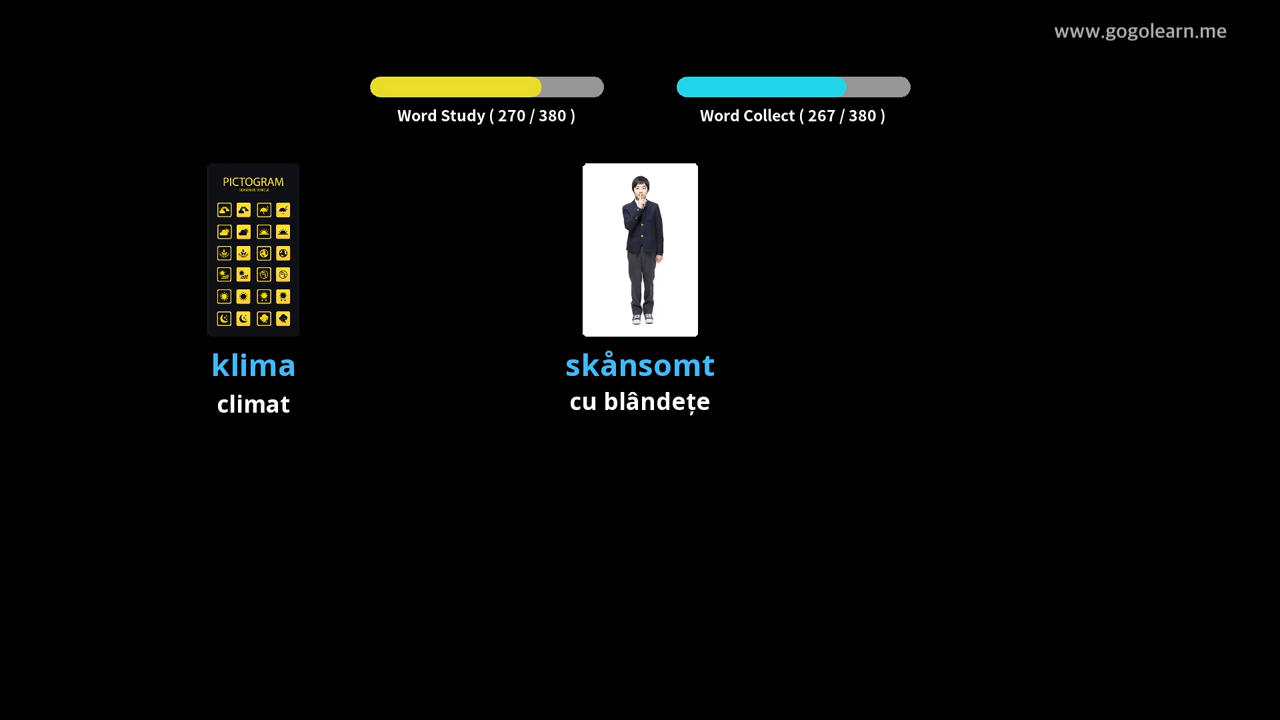 www.gogolearn.me
Word Study ( 270 / 380 )
Word Collect ( 267 / 380 )
PICTOGRAM
klima
climat
skånsomt
cu blândețe